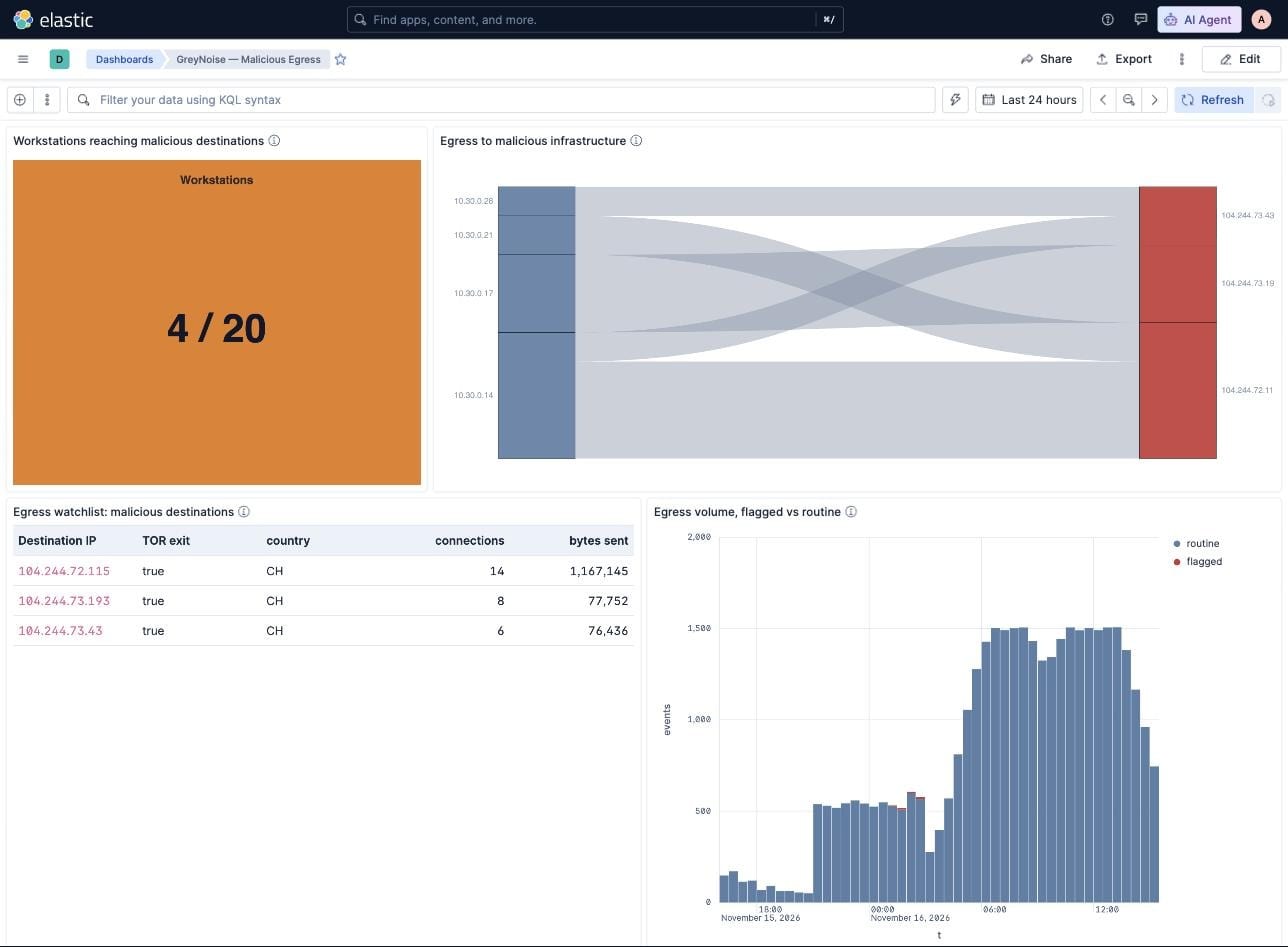 elastic
Find apps, content, and more.
⌘/
AI Agent
A
D
Dashboards
GreyNoise — Malicious Egress
Share
Export
Edit
Filter your data using KQL syntax
Last 24 hours
Refresh
Workstations reaching malicious destinations
Workstations
4 / 20
Egress to malicious infrastructure
10.30.0.28
10.30.0.21
10.30.0.17
10.30.0.14
104.244.73.43
104.244.73.19
104.244.72.11
Egress watchlist: malicious destinations
Destination IP TOR exit country connections bytes sent
104.244.72.115 true CH 14 1,167,145
104.244.73.193 true CH 8 77,752
104.244.73.43 true CH 6 76,436
Egress volume, flagged vs routine
2,000
1,500
1,000
500
0
events
routine
flagged
18:00 00:00 06:00 12:00
November 15, 2026 November 16, 2026
t